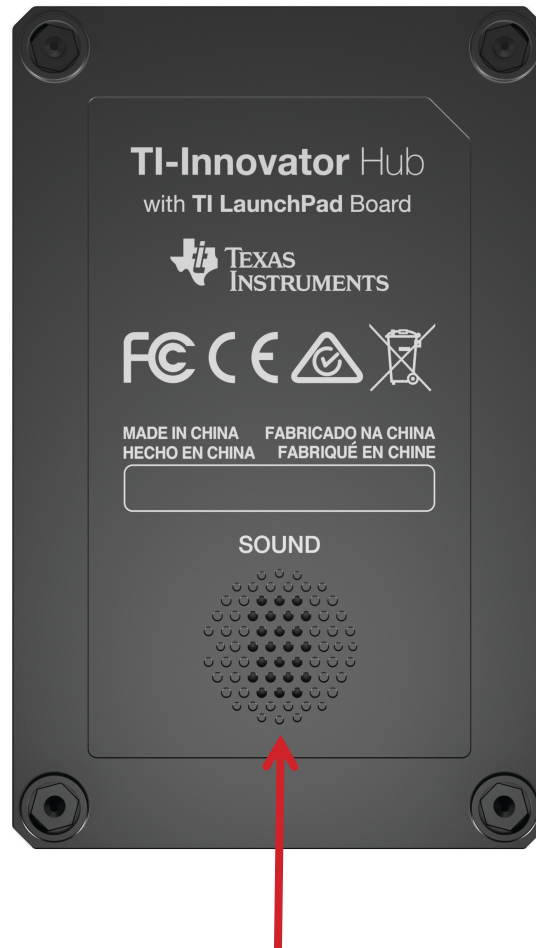 TI-Innovator Hub
with TI LaunchPad Board
TEXAS
INSTRUMENTS
FC CE
MADE IN CHINA FABRICADO NA CHINA
HECHO EN CHINA FABRIQUÉ EN CHINE
SOUND